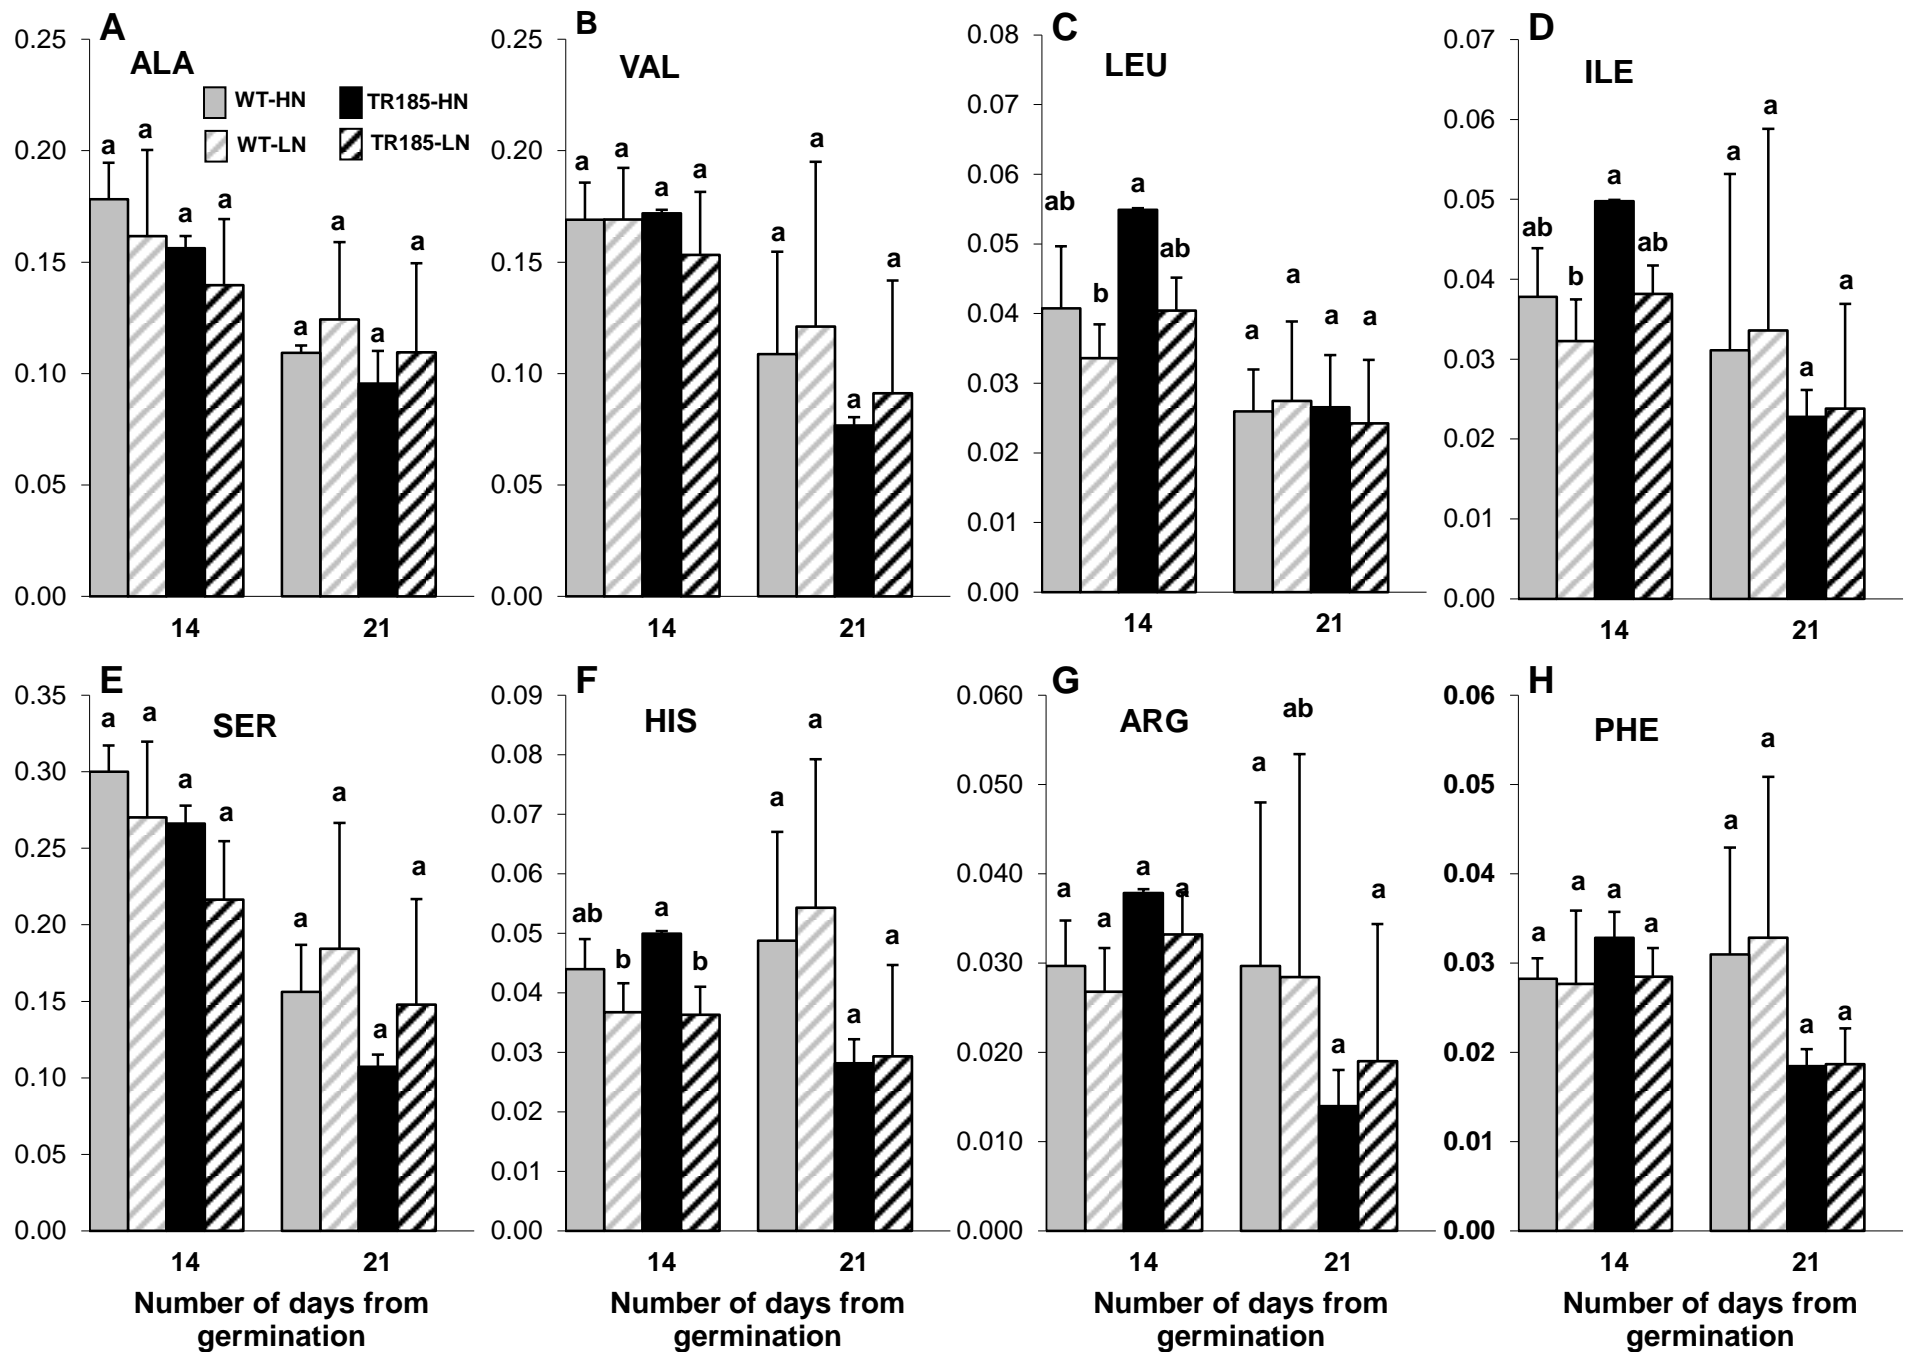 A
ALA
WT-HN
TR185-HN
WT-LN
TR185-LN
0.25
0.20
0.15
0.10
0.05
0.00
a
a
a
a
a
a
a
a
14
21
B
VAL
0.25
0.20
0.15
0.10
0.05
0.00
a
a
a
a
a
a
a
a
14
21
C
LEU
0.08
0.07
0.06
0.05
0.04
0.03
0.02
0.01
0.00
ab
b
a
ab
a
a
a
a
14
21
D
ILE
0.07
0.06
0.05
0.04
0.03
0.02
0.01
0.00
ab
b
a
ab
a
a
a
a
14
21
E
SER
0.35
0.30
0.25
0.20
0.15
0.10
0.05
0.00
a
a
a
a
a
a
a
a
14
21
Number of days from
germination
F
HIS
0.09
0.08
0.07
0.06
0.05
0.04
0.03
0.02
0.01
0.00
ab
b
a
b
a
a
a
a
14
21
Number of days from
germination
G
ARG
0.060
0.050
0.040
0.030
0.020
0.010
0.000
a
a
a
a
a
ab
a
a
14
21
Number of days from
germination
H
PHE
0.06
0.05
0.04
0.03
0.02
0.01
0.00
a
a
a
a
a
a
a
a
14
21
Number of days from
germination